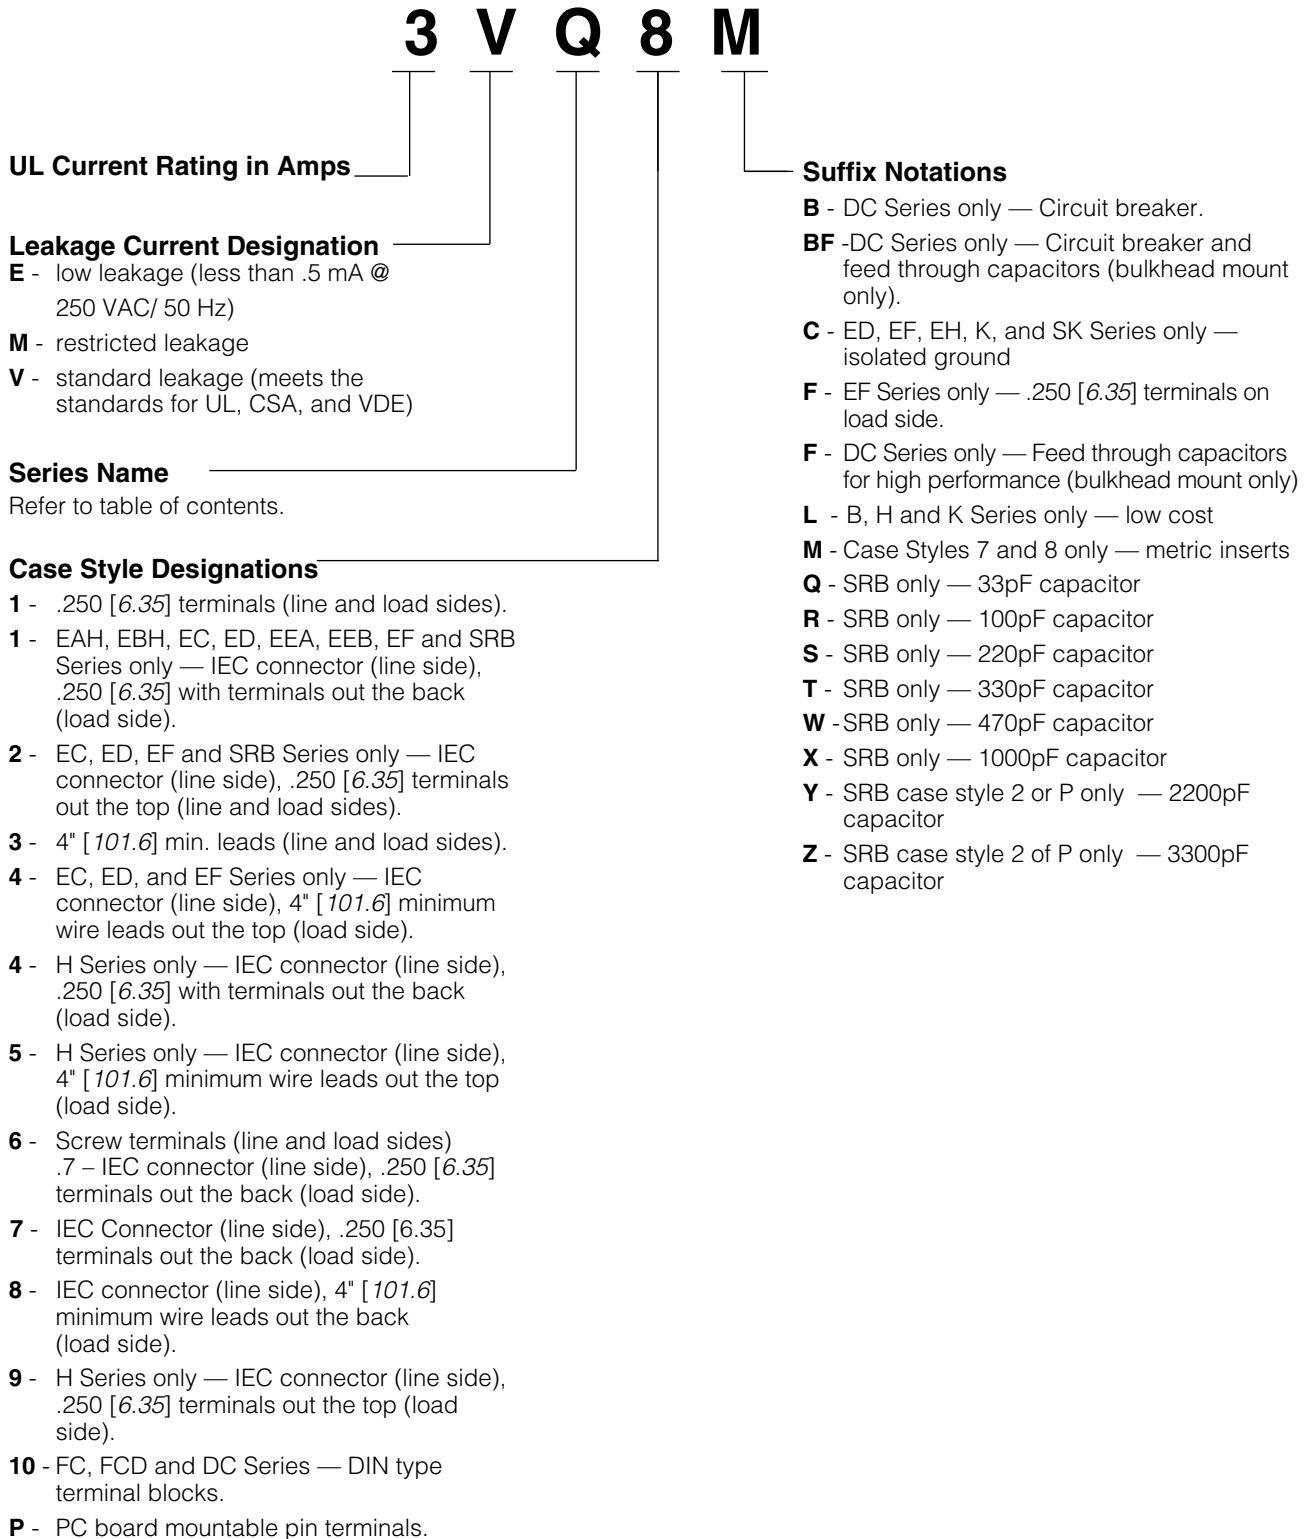 3 V Q 8 M
UL Current Rating in Amps
Leakage Current Designation
E - low leakage (less than .5 mA @
250 VAC/ 50 Hz)
M - restricted leakage
V - standard leakage (meets the
standards for UL, CSA, and VDE)
Series Name
Refer to table of contents.
Case Style Designations
1 - .250 [6.35] terminals (line and load sides).
1 - EAH, EBH, EC, ED, EEA, EEB, EF and SRB
Series only — IEC connector (line side),
.250 [6.35] with terminals out the back
(load side).
2 - EC, ED, EF and SRB Series only — IEC
connector (line side), .250 [6.35] terminals
out the top (line and load sides).
3 - 4" [101.6] min. leads (line and load sides).
4 - EC, ED, and EF Series only — IEC
connector (line side), 4" [101.6] minimum
wire leads out the top (load side).
4 - H Series only — IEC connector (line side),
.250 [6.35] with terminals out the back
(load side).
5 - H Series only — IEC connector (line side),
4" [101.6] minimum wire leads out the top
(load side).
6 - Screw terminals (line and load sides)
.7 – IEC connector (line side), .250 [6.35]
terminals out the back (load side).
7 - IEC Connector (line side), .250 [6.35]
terminals out the back (load side).
8 - IEC connector (line side), 4" [101.6]
minimum wire leads out the back
(load side).
9 - H Series only — IEC connector (line side),
.250 [6.35] terminals out the top (load
side).
10 - FC, FCD and DC Series — DIN type
terminal blocks.
P - PC board mountable pin terminals.
Suffix Notations
B - DC Series only — Circuit breaker.
BF -DC Series only — Circuit breaker and
feed through capacitors (bulkhead mount
only).
C - ED, EF, EH, K, and SK Series only —
isolated ground
F - EF Series only — .250 [6.35] terminals on
load side.
F - DC Series only — Feed through capacitors
for high performance (bulkhead mount only)
L - B, H and K Series only — low cost
M - Case Styles 7 and 8 only — metric inserts
Q - SRB only — 33pF capacitor
R - SRB only — 100pF capacitor
S - SRB only — 220pF capacitor
T - SRB only — 330pF capacitor
W - SRB only — 470pF capacitor
X - SRB only — 1000pF capacitor
Y - SRB case style 2 or P only — 2200pF
capacitor
Z - SRB case style 2 of P only — 3300pF
capacitor